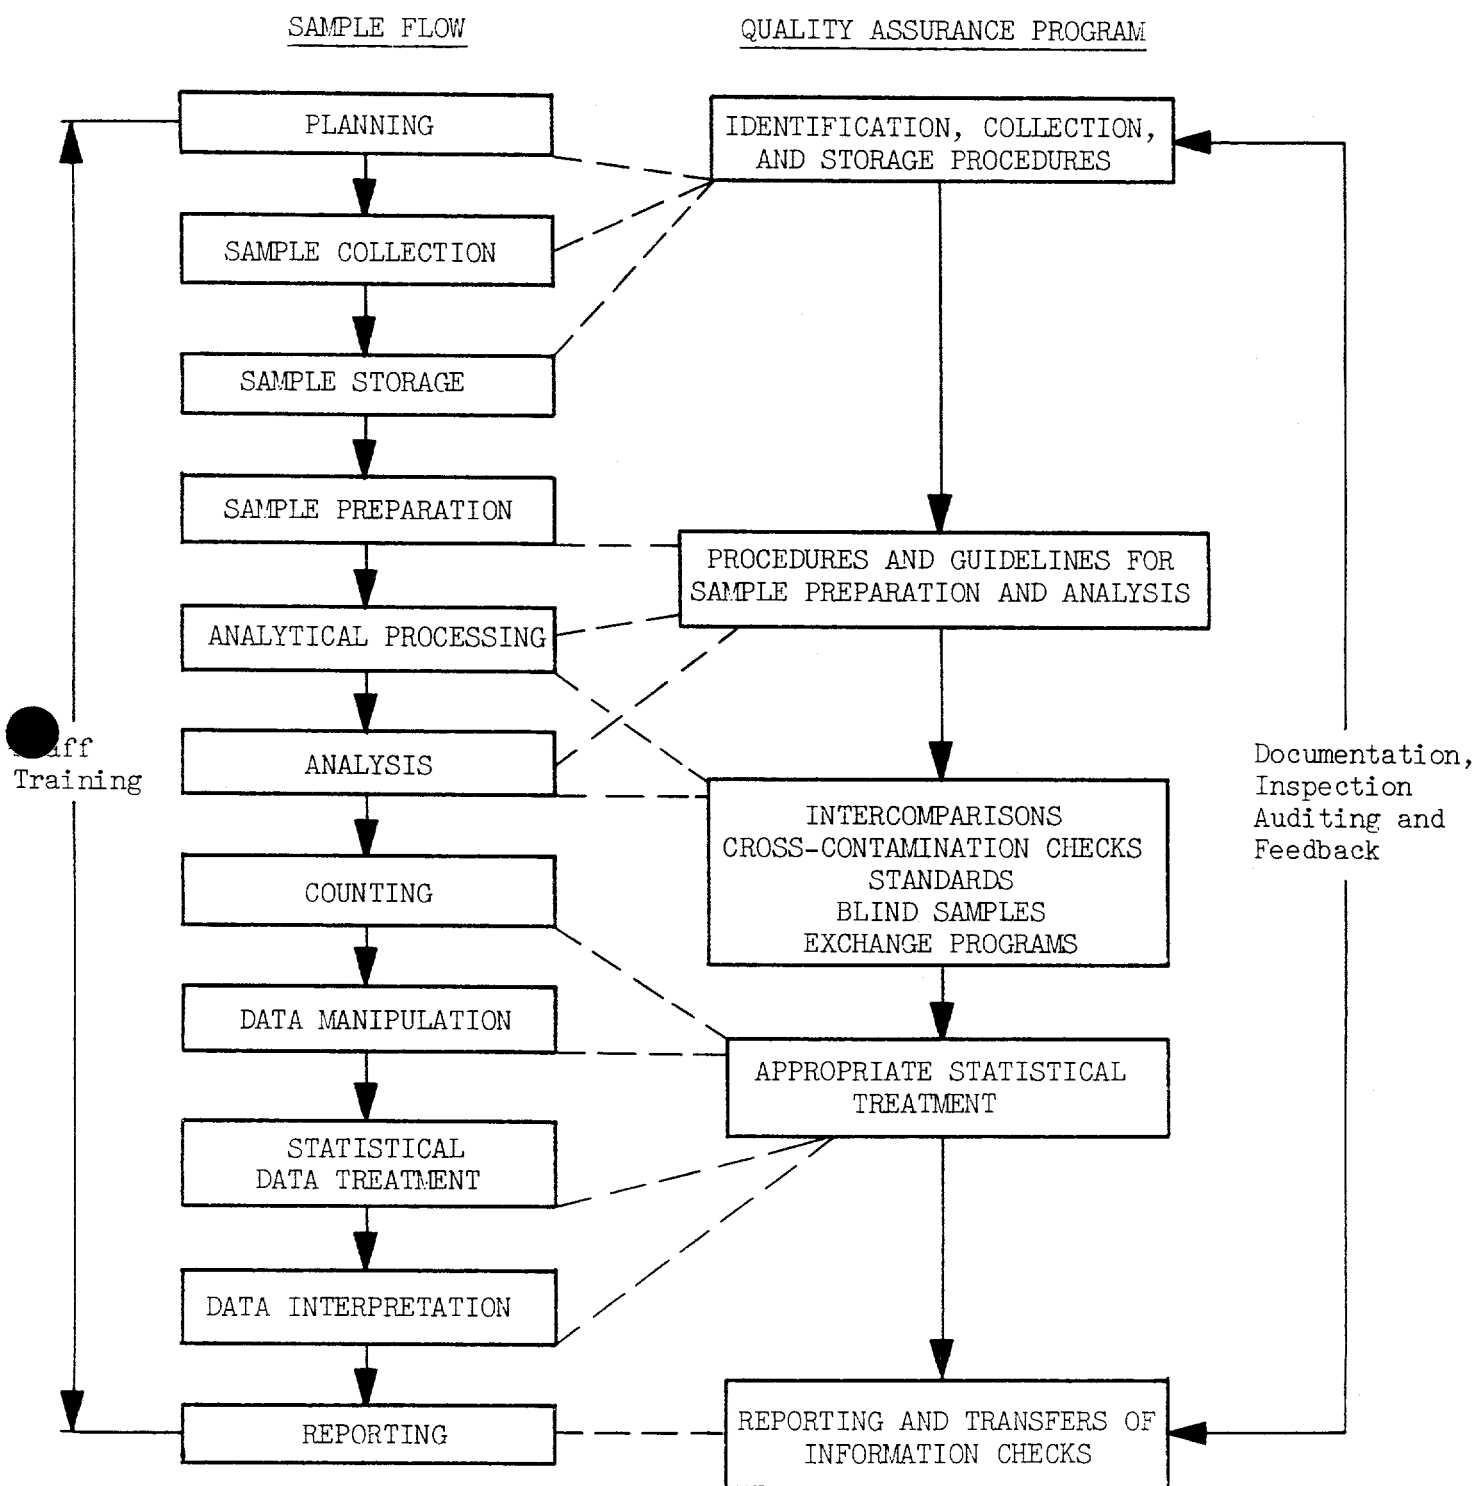 SAMPLE FLOW
PLANNING
SAMPLE COLLECTION
SAMPLE STORAGE
SAMPLE PREPARATION
ANALYTICAL PROCESSING
ANALYSIS
COUNTING
DATA MANIPULATION
STATISTICAL
DATA TREATMENT
DATA INTERPRETATION
REPORTING
Training
QUALITY ASSURANCE PROGRAM
IDENTIFICATION, COLLECTION,
AND STORAGE PROCEDURES
PROCEDURES AND GUIDELINES FOR
SAMPLE PREPARATION AND ANALYSIS
INTERCOMPARISONS
CROSS-CONTAMINATION CHECKS
STANDARDS
BLIND SAMPLES
EXCHANGE PROGRAMS
APPROPRIATE STATISTICAL
TREATMENT
REPORTING AND TRANSFERS OF
INFORMATION CHECKS
Documentation,
Inspection
Auditing and
Feedback